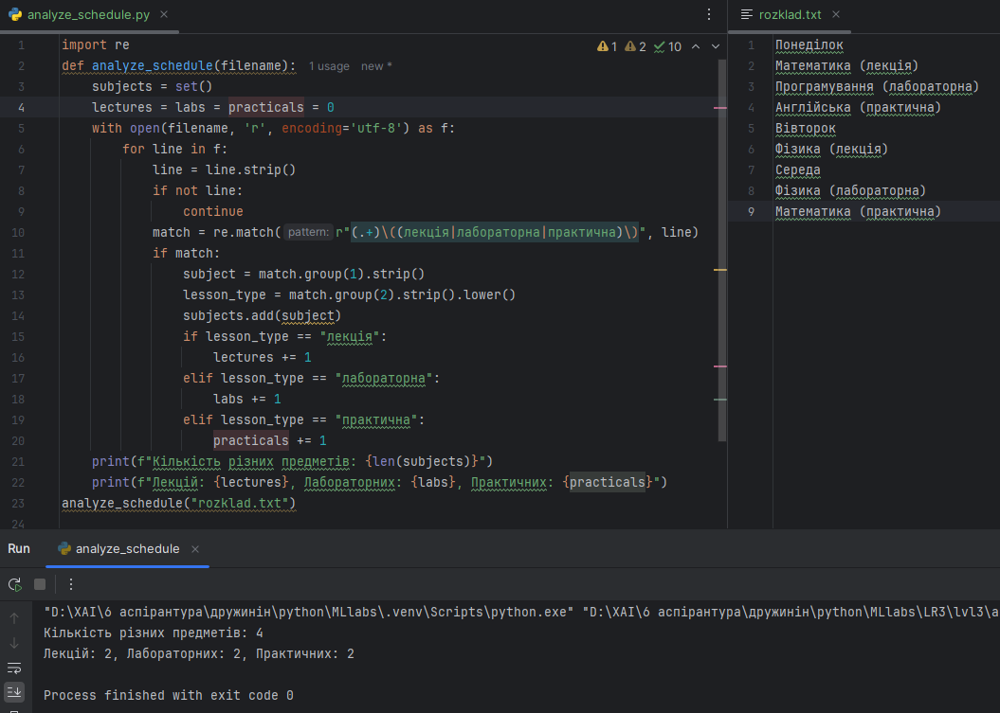 analyze_schedule.py
rozklad.txt
1 import re
2 def analyze_schedule(filename): 1 usage new *
3 subjects = set()
4 lectures = labs = practicals = 0
5 with open(filename, 'r', encoding='utf-8') as f:
6 for line in f:
7 line = line.strip()
8 if not line:
9 continue
10 match = re.match( pattern: r"(.+)\((лекція|лабораторна|практична)\)", line)
11 if match:
12 subject = match.group(1).strip()
13 lesson_type = match.group(2).strip().lower()
14 subjects.add(subject)
15 if lesson_type == "лекція":
16 lectures += 1
17 elif lesson_type == "лабораторна":
18 labs += 1
19 elif lesson_type == "практична":
20 practicals += 1
21 print(f"Кількість різних предметів: {len(subjects)}")
22 print(f"Лекцій: {lectures}, Лабораторних: {labs}, Практичних: {practicals}")
23 analyze_schedule("rozklad.txt")
24
1 2 10
1 Понеділок
2 Математика (лекція)
3 Програмування (лабораторна)
4 Англійська (практична)
5 Вівторок
6 Фізика (лекція)
7 Середа
8 Фізика (лабораторна)
9 Математика (практична)
Run analyze_schedule
"D:\XAI\6 аспірантура\дружинін\python\MLlabs\.venv\Scripts\python.exe" "D:\XAI\6 аспірантура\дружинін\python\MLlabs\LR3\lvl3\a
Кількість різних предметів: 4
Лекцій: 2, Лабораторних: 2, Практичних: 2
Process finished with exit code 0